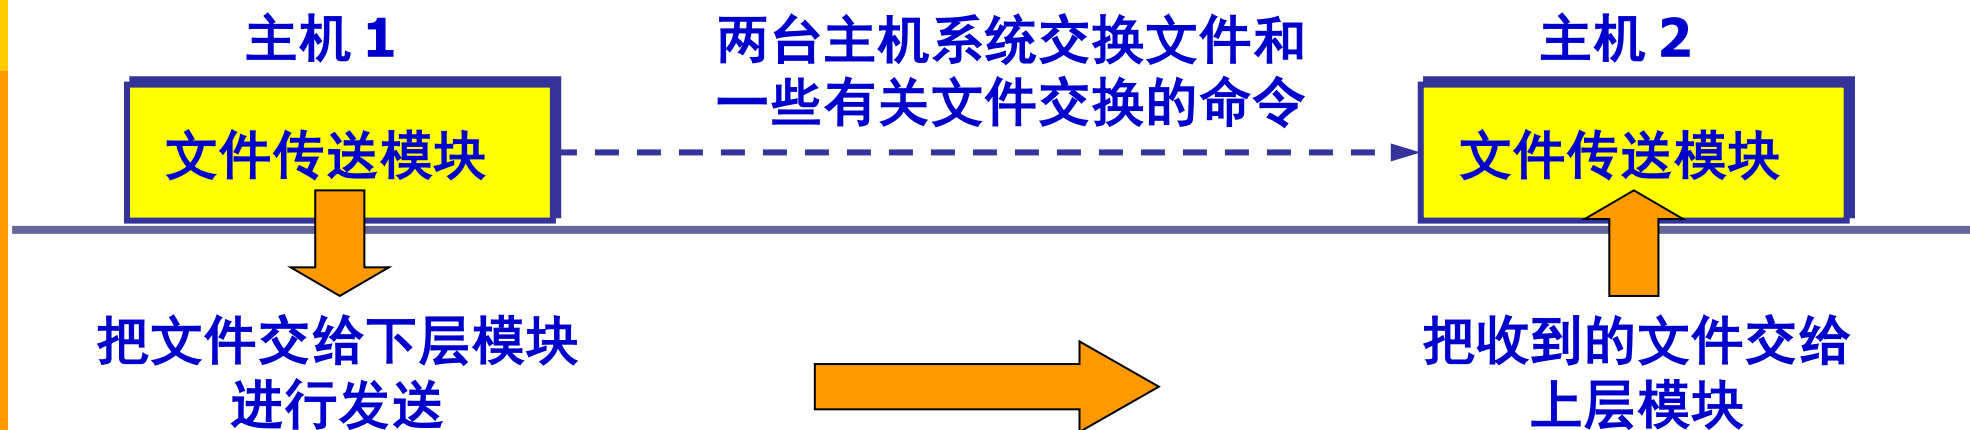 主机 1
两台主机系统交换文件和
一些有关文件交换的命令
主机 2
文件传送模块
文件传送模块
把文件交给下层模块
进行发送
把收到的文件交给
上层模块